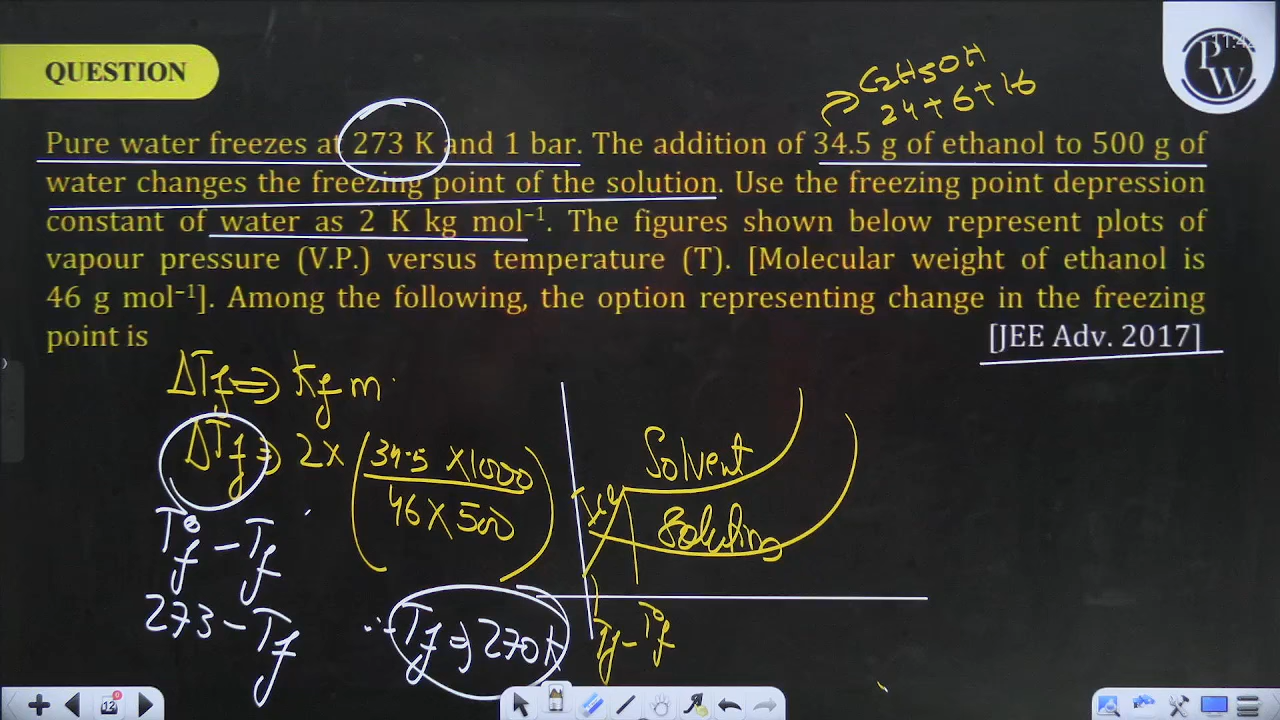 11:42
PW
QUESTION
C2H5OH
24+6+16
Pure water freezes at 273 K and 1 bar. The addition of 34.5 g of ethanol to 500 g of
water changes the freezing point of the solution. Use the freezing point depression
constant of water as 2 K kg mol⁻¹. The figures shown below represent plots of
vapour pressure (V.P.) versus temperature (T). [Molecular weight of ethanol is
46 g mol⁻¹]. Among the following, the option representing change in the freezing
point is [JEE Adv. 2017]
ΔTf ⇒ Kf m
ΔTf ⇒ 2 × (34.5 × 1000
46 × 500)
Solvent
Ice
Solution
T°f - Tf
273 - Tf
∴ Tf ⇒ 270 K
Tf - T°f
12